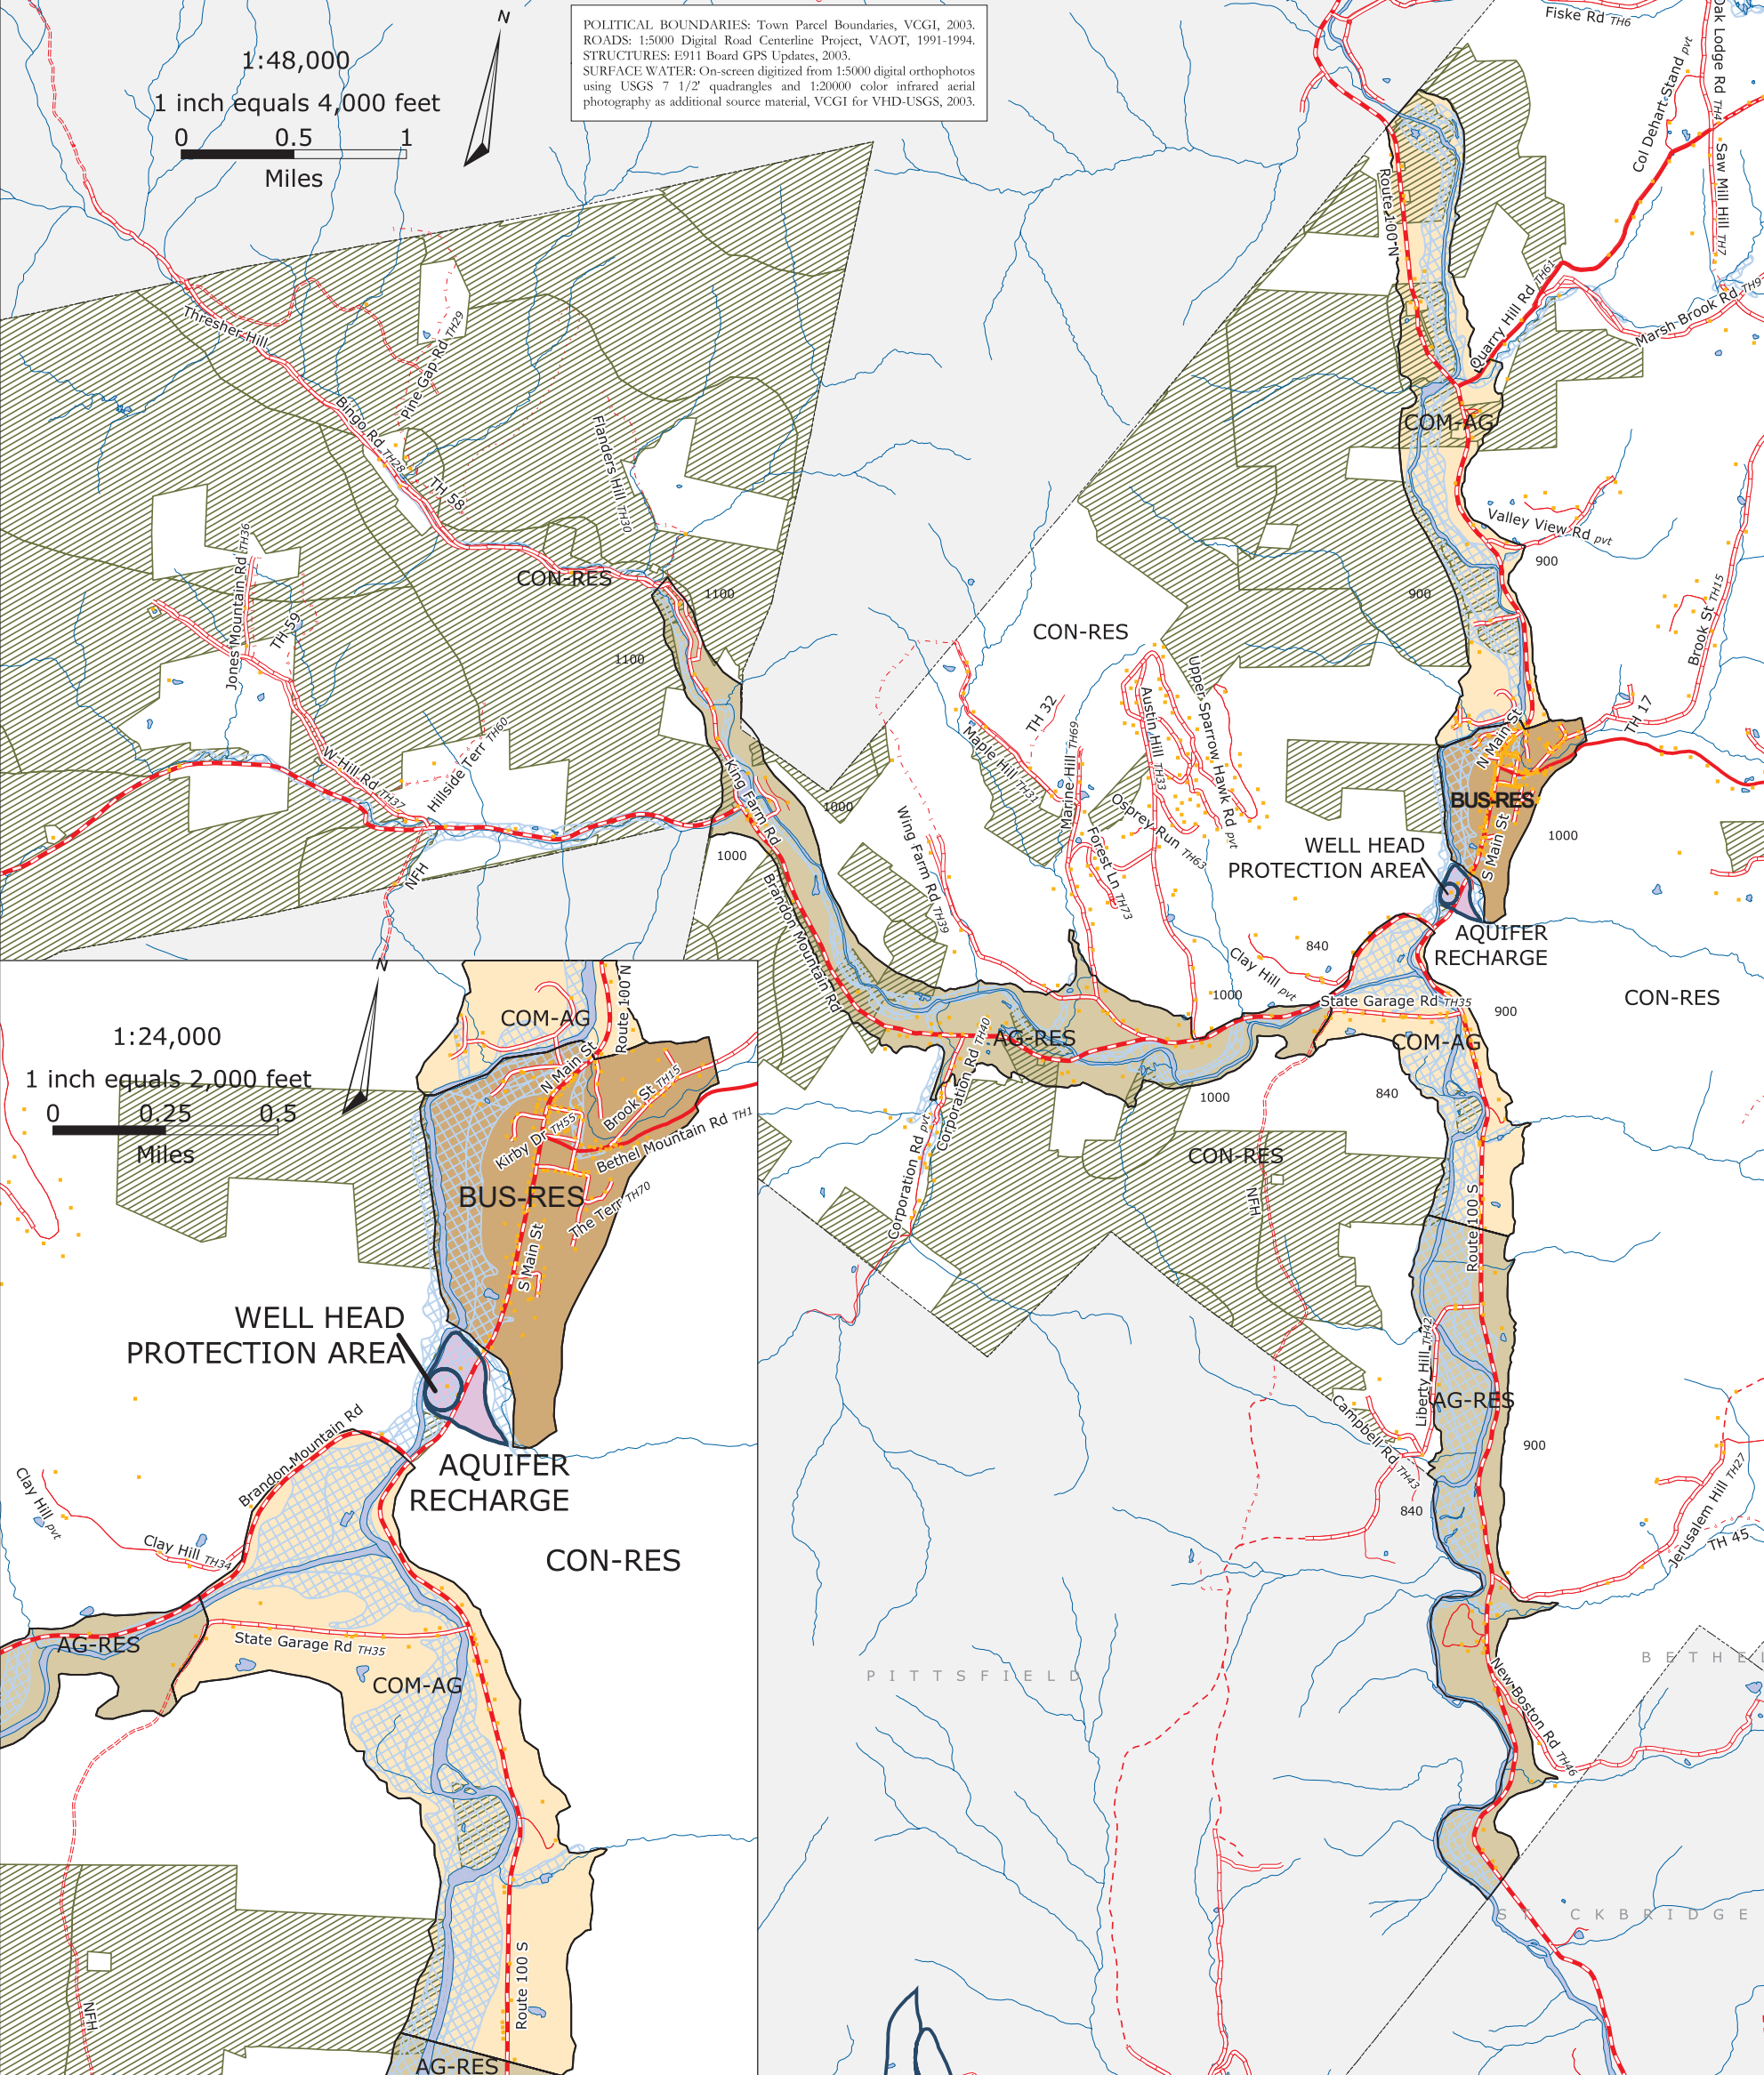 N
1:48,000
1 inch equals 4,000 feet
0 0.5 1
Miles
POLITICAL BOUNDARIES: Town Parcel Boundaries, VCGI, 2003.
ROADS: 1:5000 Digital Road Centerline Project, VAOT, 1991-1994.
STRUCTURES: E911 Board GPS Updates, 2003.
SURFACE WATER: On-screen digitized from 1:5000 digital orthophotos
using USGS 7 1/2' quadrangles and 1:20000 color infrared aerial
photography as additional source material, VCGI for VHD-USGS, 2003.
Fiske Rd TH6
Oak Lodge Rd TH4
Col Dehart Stand pvt
Saw Mill Hill TH7
Route 100 N
Quarry Hill Rd TH61
Marsh Brook Rd TH9
Thresher Hill
Pine Gap Rd TH29
Bingo Rd TH28
TH 58
Flanders Hill TH30
COM-AG
Valley View Rd pvt
900
900
Brook St TH15
CON-RES
1100
1100
Jones Mountain Rd TH36
TH 59
W Hill Rd TH37
Hillside Terr TH60
NFH
King Farm Rd
1000
1000
Brandon Mountain Rd
CON-RES
Maple Hill TH31
TH 32
Marine Hill TH69
Austin Hill TH33
Upper Sparrow Hawk Rd pvt
Osprey Run TH63
Forest Ln TH73
Wing Farm Rd TH39
N Main St
TH 17
BUS-RES
S Main St
1000
WELL HEAD
PROTECTION AREA
AQUIFER
RECHARGE
840
Clay Hill pvt
1000
State Garage Rd TH35
900
CON-RES
AG-RES
COM-AG
Corporation Rd TH40
Corporation Rd pvt
1000
840
CON-RES
NFH
Route 100 S
Liberty Hill TH42
AG-RES
Campbell Rd TH43
900
840
Jerusalem Hill TH27
TH 45
New Boston Rd TH46
PITTSFIELD
BETHEL
ST CKBRIDGE
N
1:24,000
1 inch equals 2,000 feet
0 0.25 0.5
Miles
COM-AG
Route 100 N
N Main St
Brook St TH15
Kirby Dr TH55
Bethel Mountain Rd TH1
BUS-RES
The Terr TH70
S Main St
WELL HEAD
PROTECTION AREA
Brandon Mountain Rd
AQUIFER
RECHARGE
Clay Hill pvt
Clay Hill TH34
CON-RES
AG-RES
State Garage Rd TH35
COM-AG
Route 100 S
NFH
AG-RES